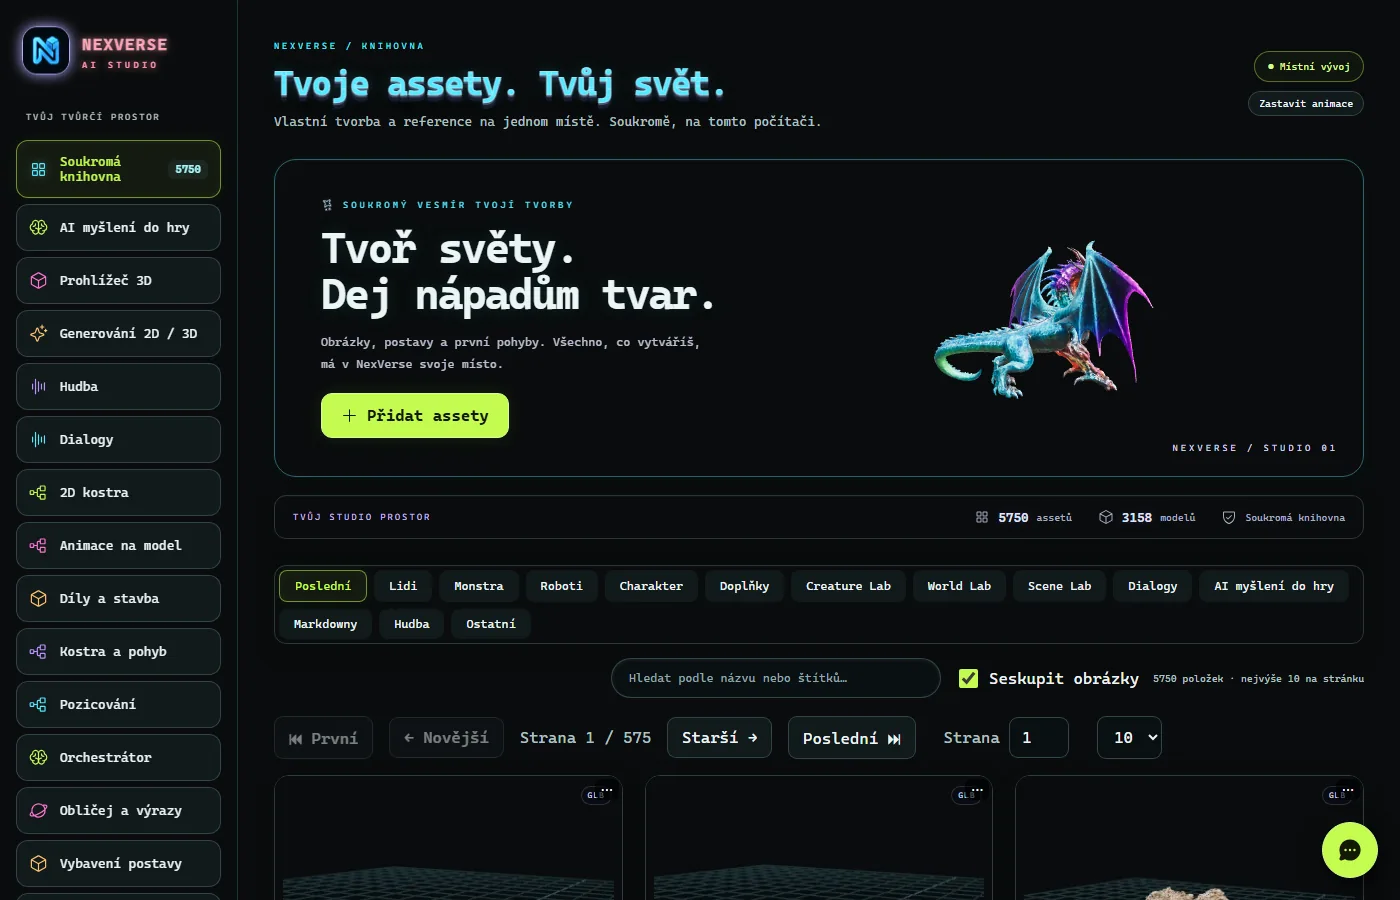 NEXVERSE
AI STUDIO
TVŮJ TVŮRČÍ PROSTOR
Soukromá
knihovna
5750
AI myšlení do hry
Prohlížeč 3D
Generování 2D / 3D
Hudba
Dialogy
2D kostra
Animace na model
Díly a stavba
Kostra a pohyb
Pozicování
Orchestrátor
Obličej a výrazy
Vybavení postavy
NEXVERSE / KNIHOVNA
Tvoje assety. Tvůj svět.
Vlastní tvorba a reference na jednom místě. Soukromě, na tomto počítači.
Místní vývoj
Zastavit animace
SOUKROMÝ VESMÍR TVOJÍ TVORBY
Tvoř světy.
Dej nápadům tvar.
Obrázky, postavy a první pohyby. Všechno, co vytváříš,
má v NexVerse svoje místo.
+ Přidat assety
NEXVERSE / STUDIO 01
TVŮJ STUDIO PROSTOR
5750 assetů
3158 modelů
Soukromá knihovna
Poslední Lidi Monstra Roboti Charakter Doplňky Creature Lab World Lab Scene Lab Dialogy AI myšlení do hry
Markdowny Hudba Ostatní
Hledat podle názvu nebo štítků…
Seskupit obrázky
5750 položek · nejvýše 10 na stránku
⏮ První
← Novější
Strana 1 / 575
Starší →
Poslední ⏭
Strana 1
10
GLB
GLB
GLB